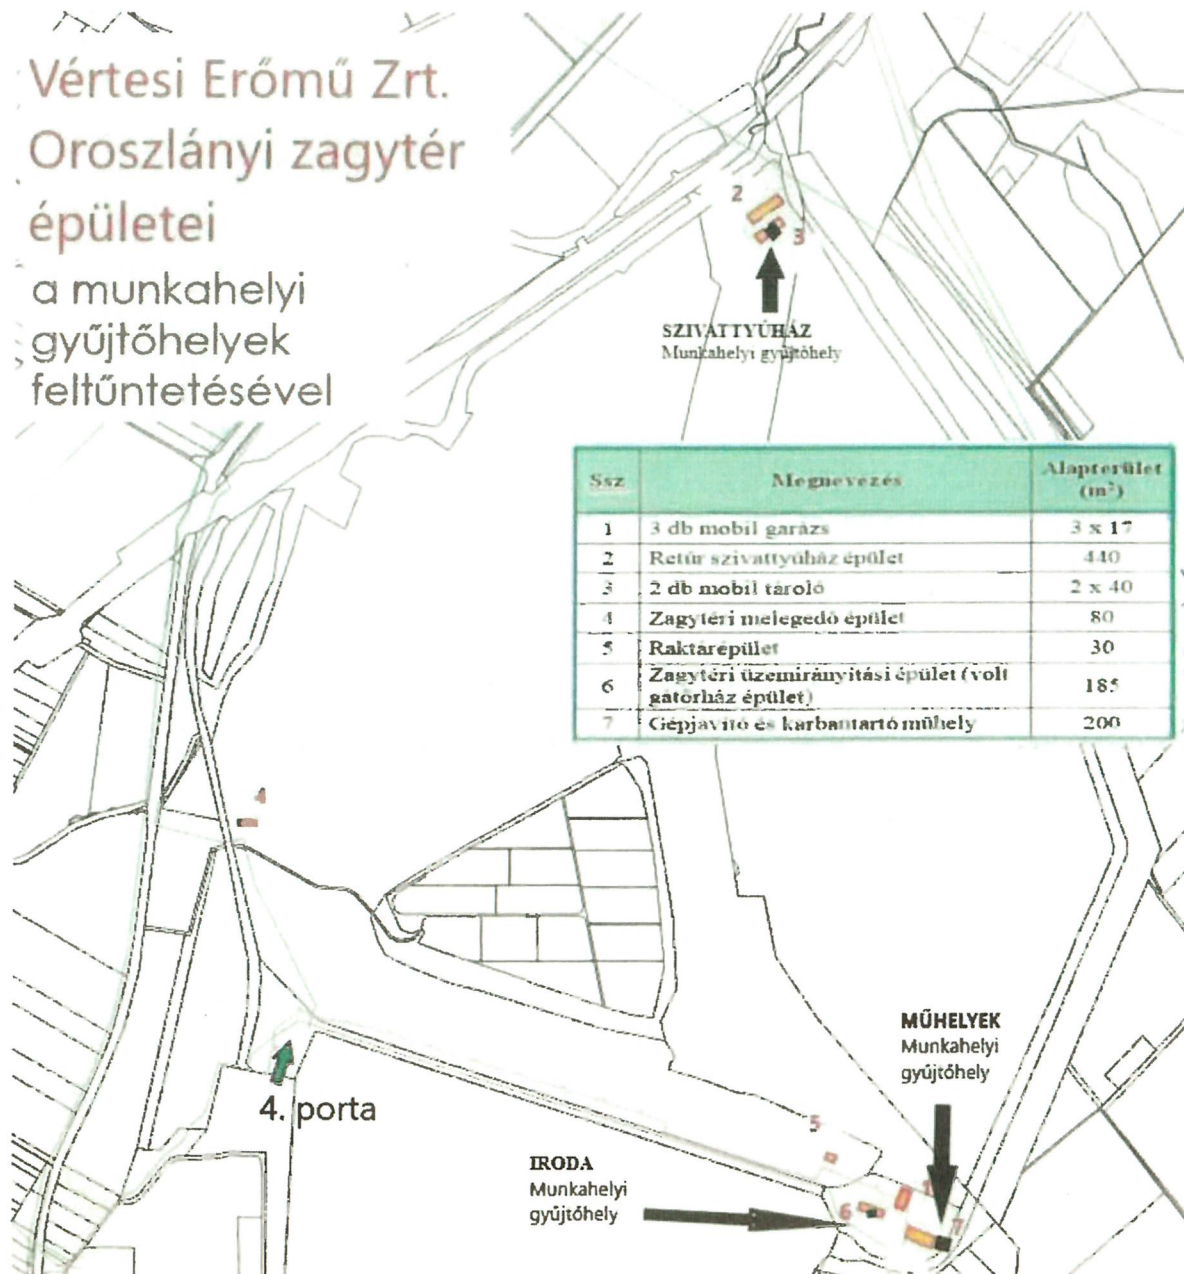 Vértesi Erőmű Zrt.
Oroszlányi zagytér
épületei
a munkahelyi
gyűjtőhelyek
feltűntetésével
2
3
SZIVATTYÚHÁZ
Munkahelyi gyűjtőhely
Ssz Megnevezés Alapterület (m²)
1 3 db mobil garázs 3 x 17
2 Retúr szivattyúház épület 440
3 2 db mobil tároló 2 x 40
4 Zagytéri melegedő épület 80
5 Raktárépület 30
6 Zagytéri üzemirányítási épület (volt
gátőrház épület) 185
7 Gépjavító és karbantartó műhely 200
4
4. porta
MŰHELYEK
Munkahelyi
gyűjtőhely
5
IRODA
Munkahelyi
gyűjtőhely
6
1
7